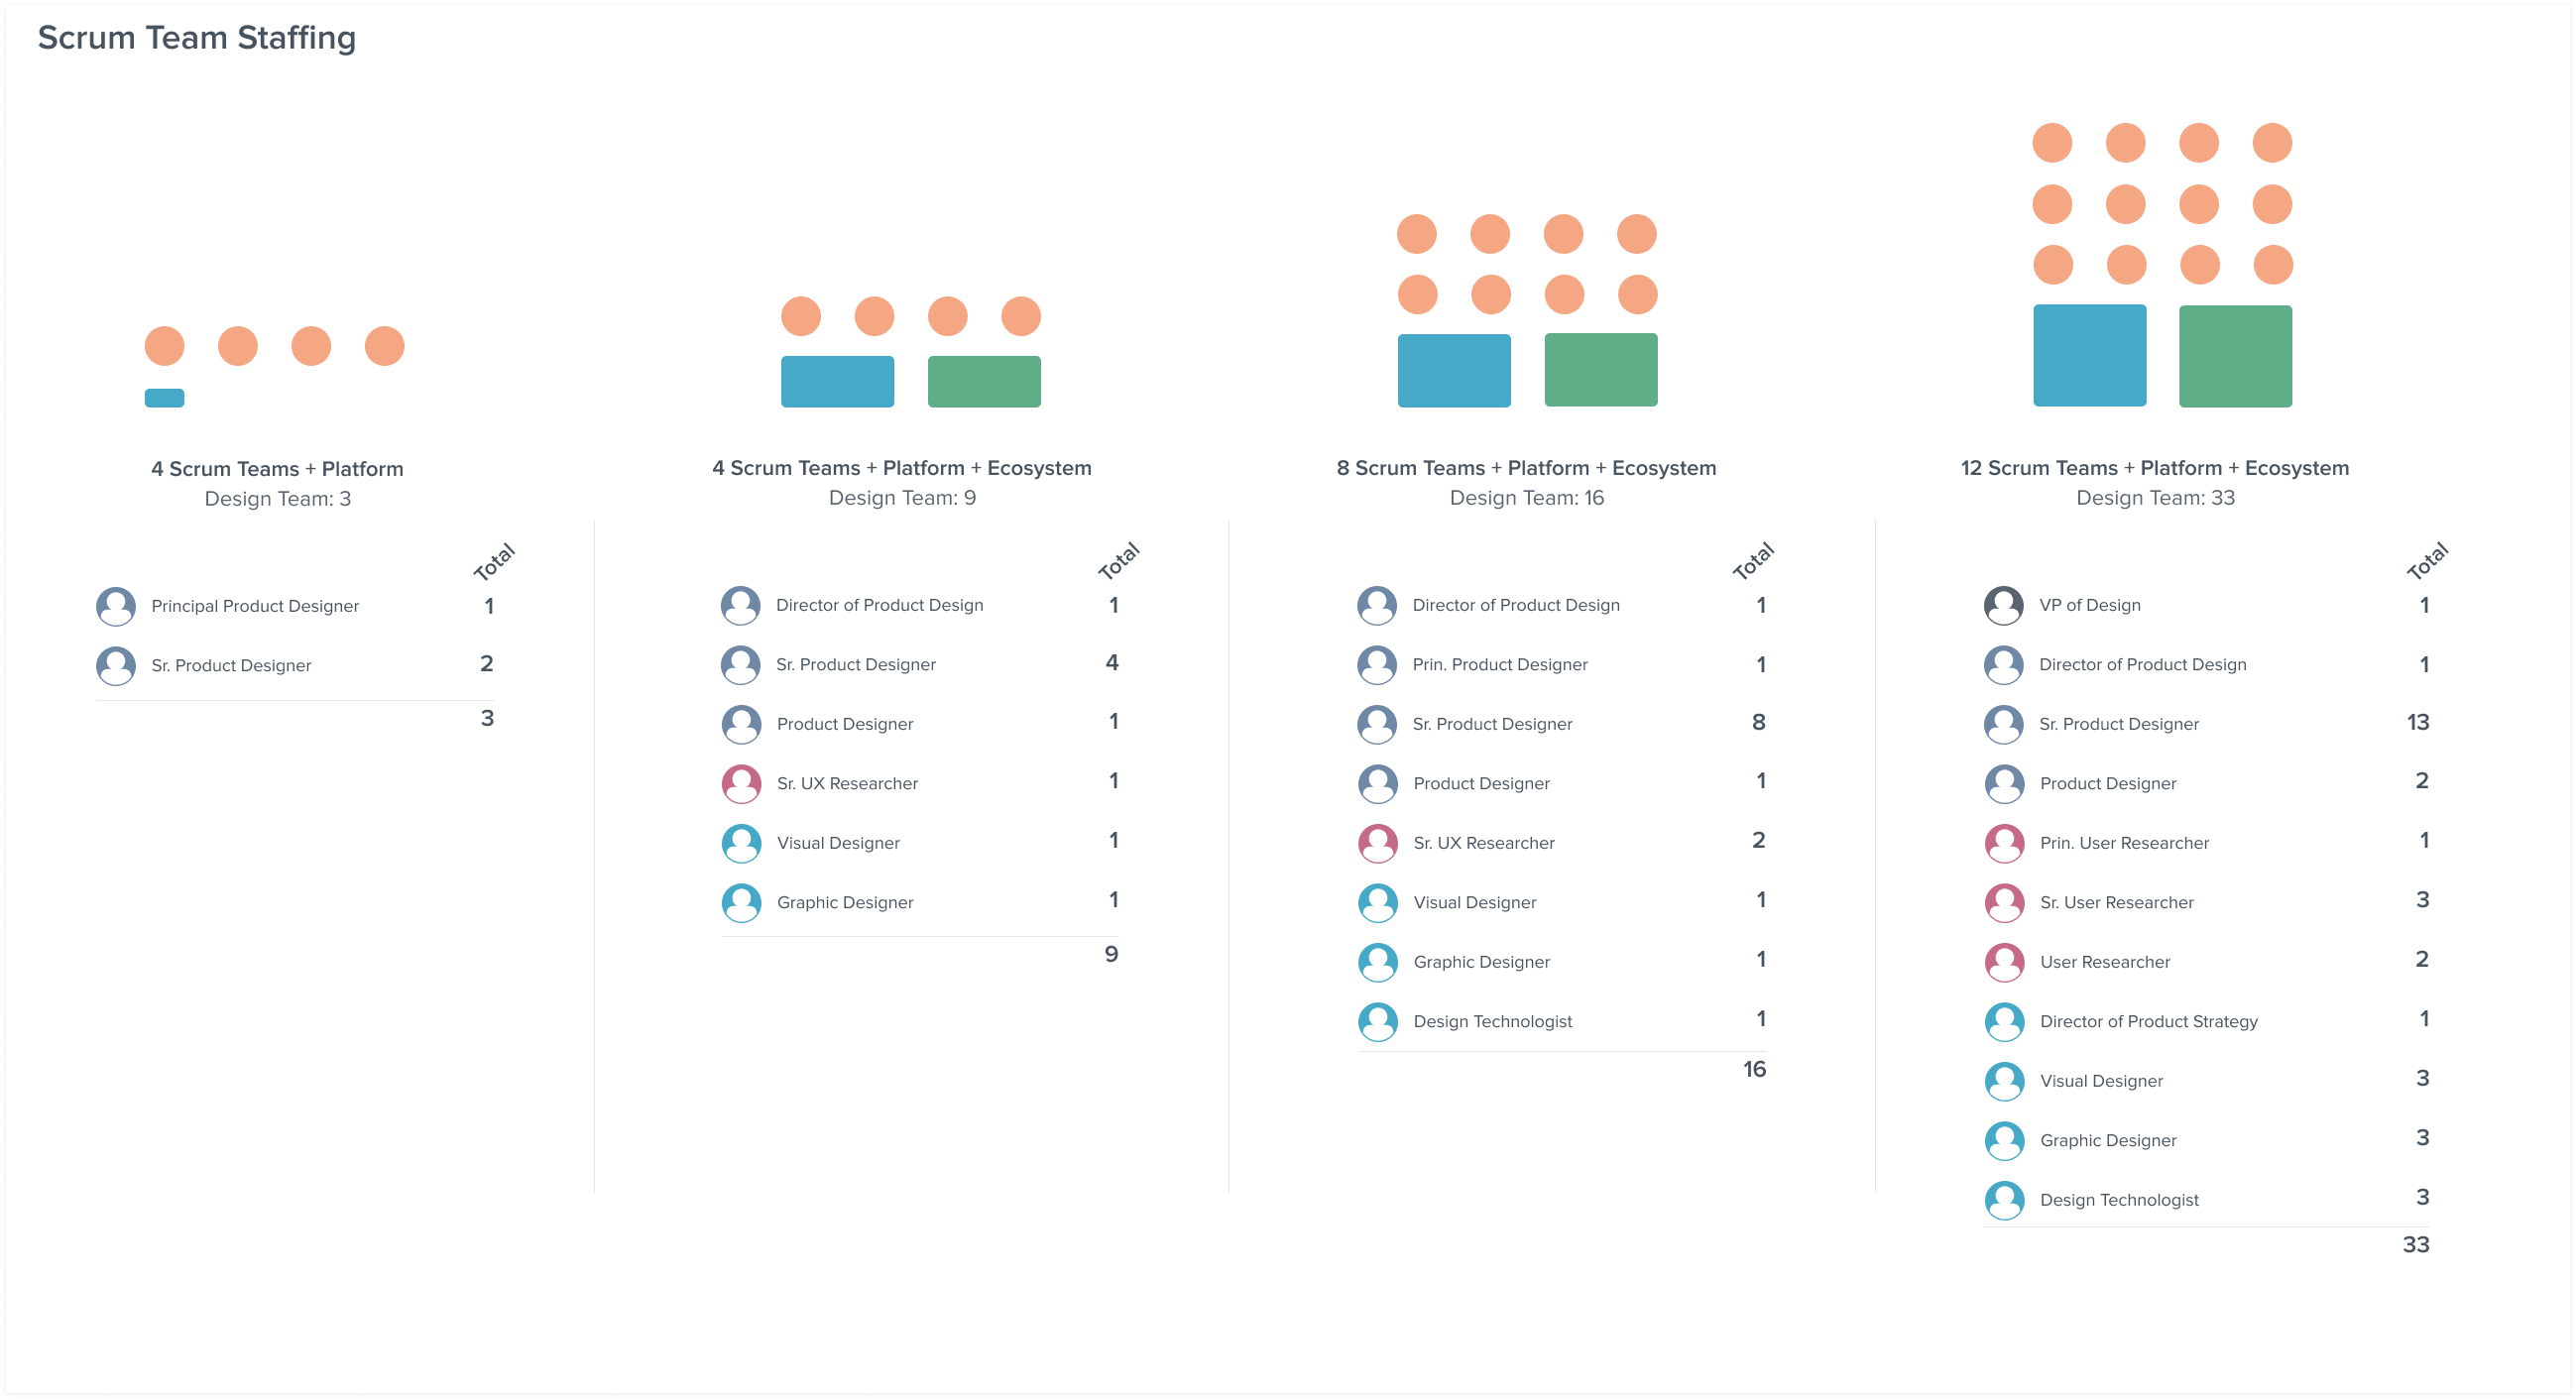 Scrum Team Staffing
4 Scrum Teams + Platform
Design Team: 3
Total
Principal Product Designer 1
Sr. Product Designer 2
3
4 Scrum Teams + Platform + Ecosystem
Design Team: 9
Total
Director of Product Design 1
Sr. Product Designer 4
Product Designer 1
Sr. UX Researcher 1
Visual Designer 1
Graphic Designer 1
9
8 Scrum Teams + Platform + Ecosystem
Design Team: 16
Total
Director of Product Design 1
Prin. Product Designer 1
Sr. Product Designer 8
Product Designer 1
Sr. UX Researcher 2
Visual Designer 1
Graphic Designer 1
Design Technologist 1
16
12 Scrum Teams + Platform + Ecosystem
Design Team: 33
Total
VP of Design 1
Director of Product Design 1
Sr. Product Designer 13
Product Designer 2
Prin. User Researcher 1
Sr. User Researcher 3
User Researcher 2
Director of Product Strategy 1
Visual Designer 3
Graphic Designer 3
Design Technologist 3
33